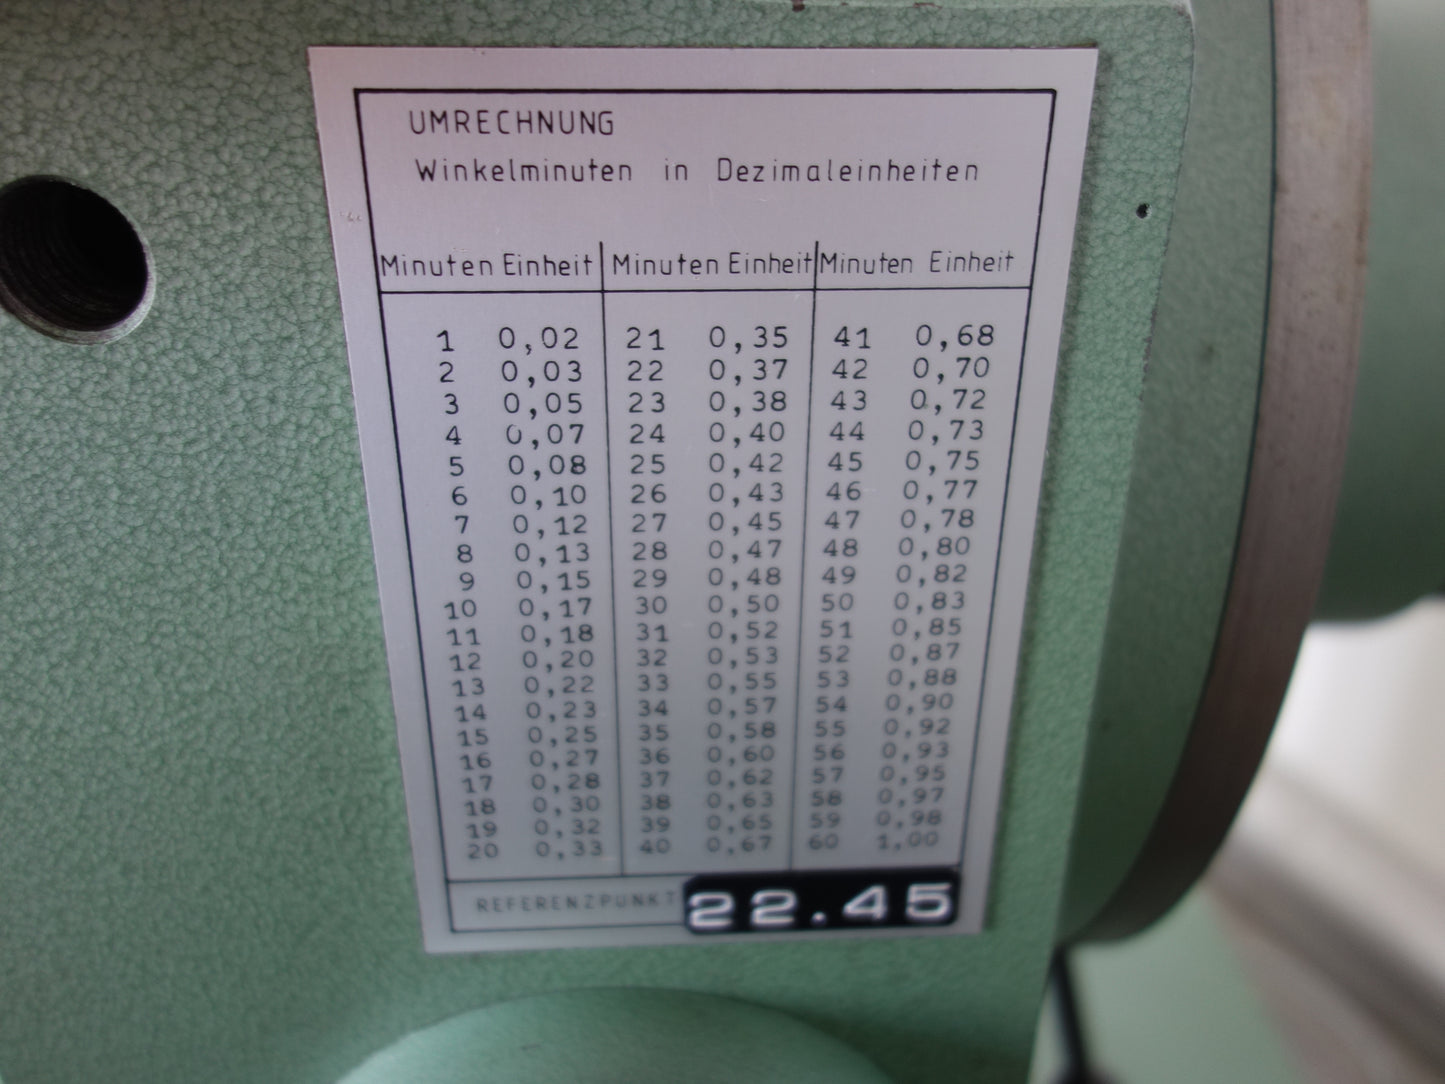 UMRECHNUNG
Winkelminuten in Dezimaleinheiten
Minuten Einheit Minuten Einheit Minuten Einheit
1 0,02 21 0,35 41 0,68
2 0,03 22 0,37 42 0,70
3 0,05 23 0,38 43 0,72
4 0,07 24 0,40 44 0,73
5 0,08 25 0,42 45 0,75
6 0,10 26 0,43 46 0,77
7 0,12 27 0,45 47 0,78
8 0,13 28 0,47 48 0,80
9 0,15 29 0,48 49 0,82
10 0,17 30 0,50 50 0,83
11 0,18 31 0,52 51 0,85
12 0,20 32 0,53 52 0,87
13 0,22 33 0,55 53 0,88
14 0,23 34 0,57 54 0,90
15 0,25 35 0,58 55 0,92
16 0,27 36 0,60 56 0,93
17 0,28 37 0,62 57 0,95
18 0,30 38 0,63 58 0,97
19 0,32 39 0,65 59 0,98
20 0,33 40 0,67 60 1,00
REFERENZPUNKT 22.45